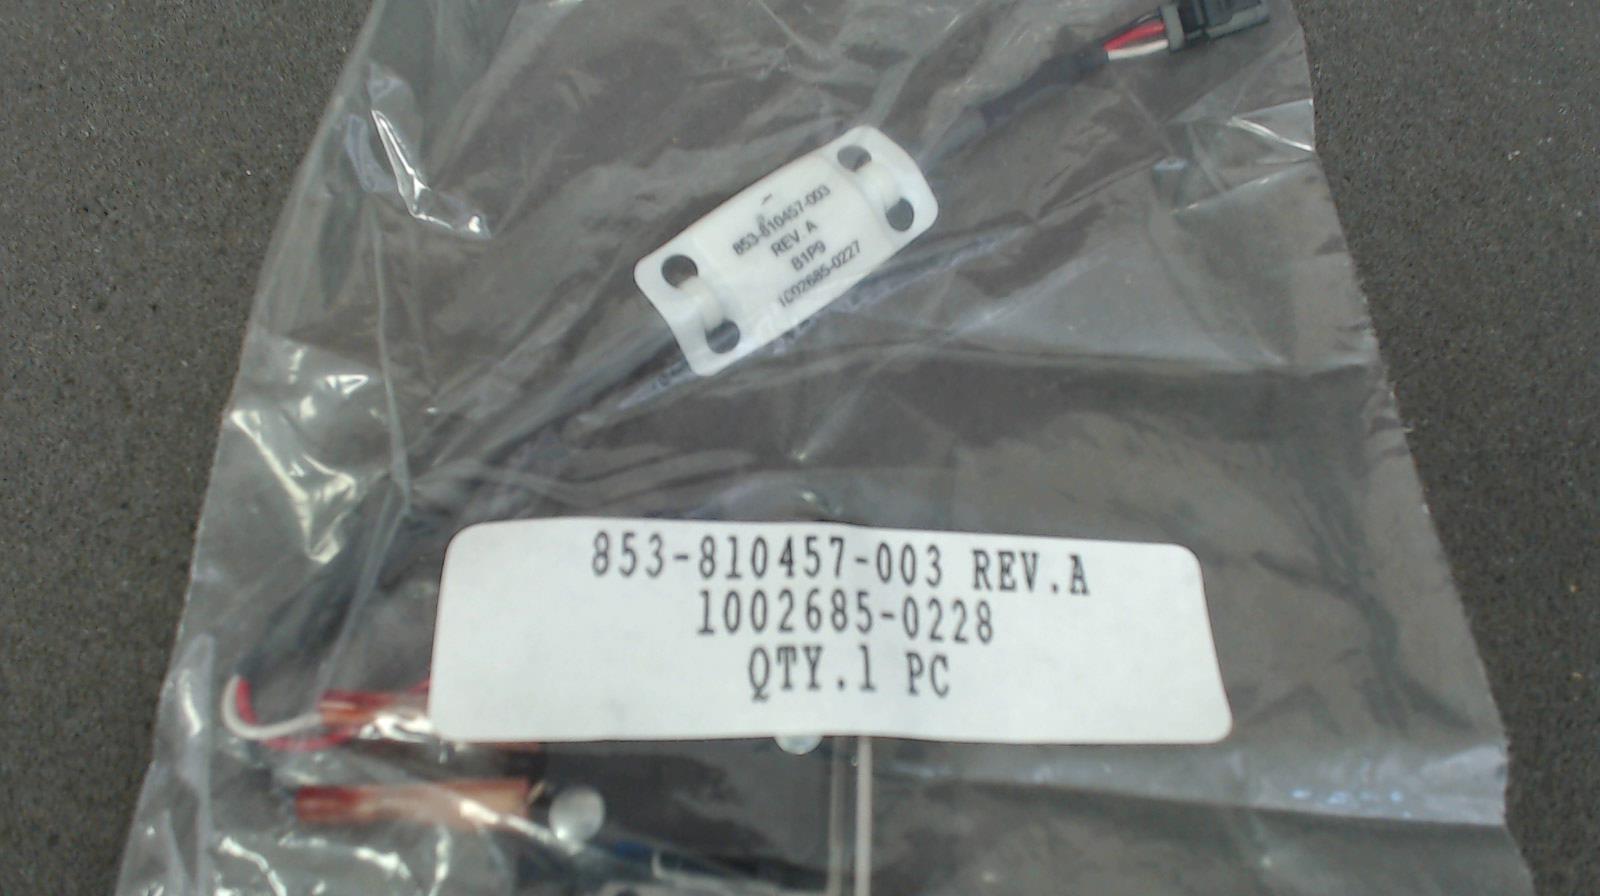 853-810457-003
REV. A
B1P9
1002685-0227
853-810457-003 REV.A
1002685-0228
QTY.1 PC